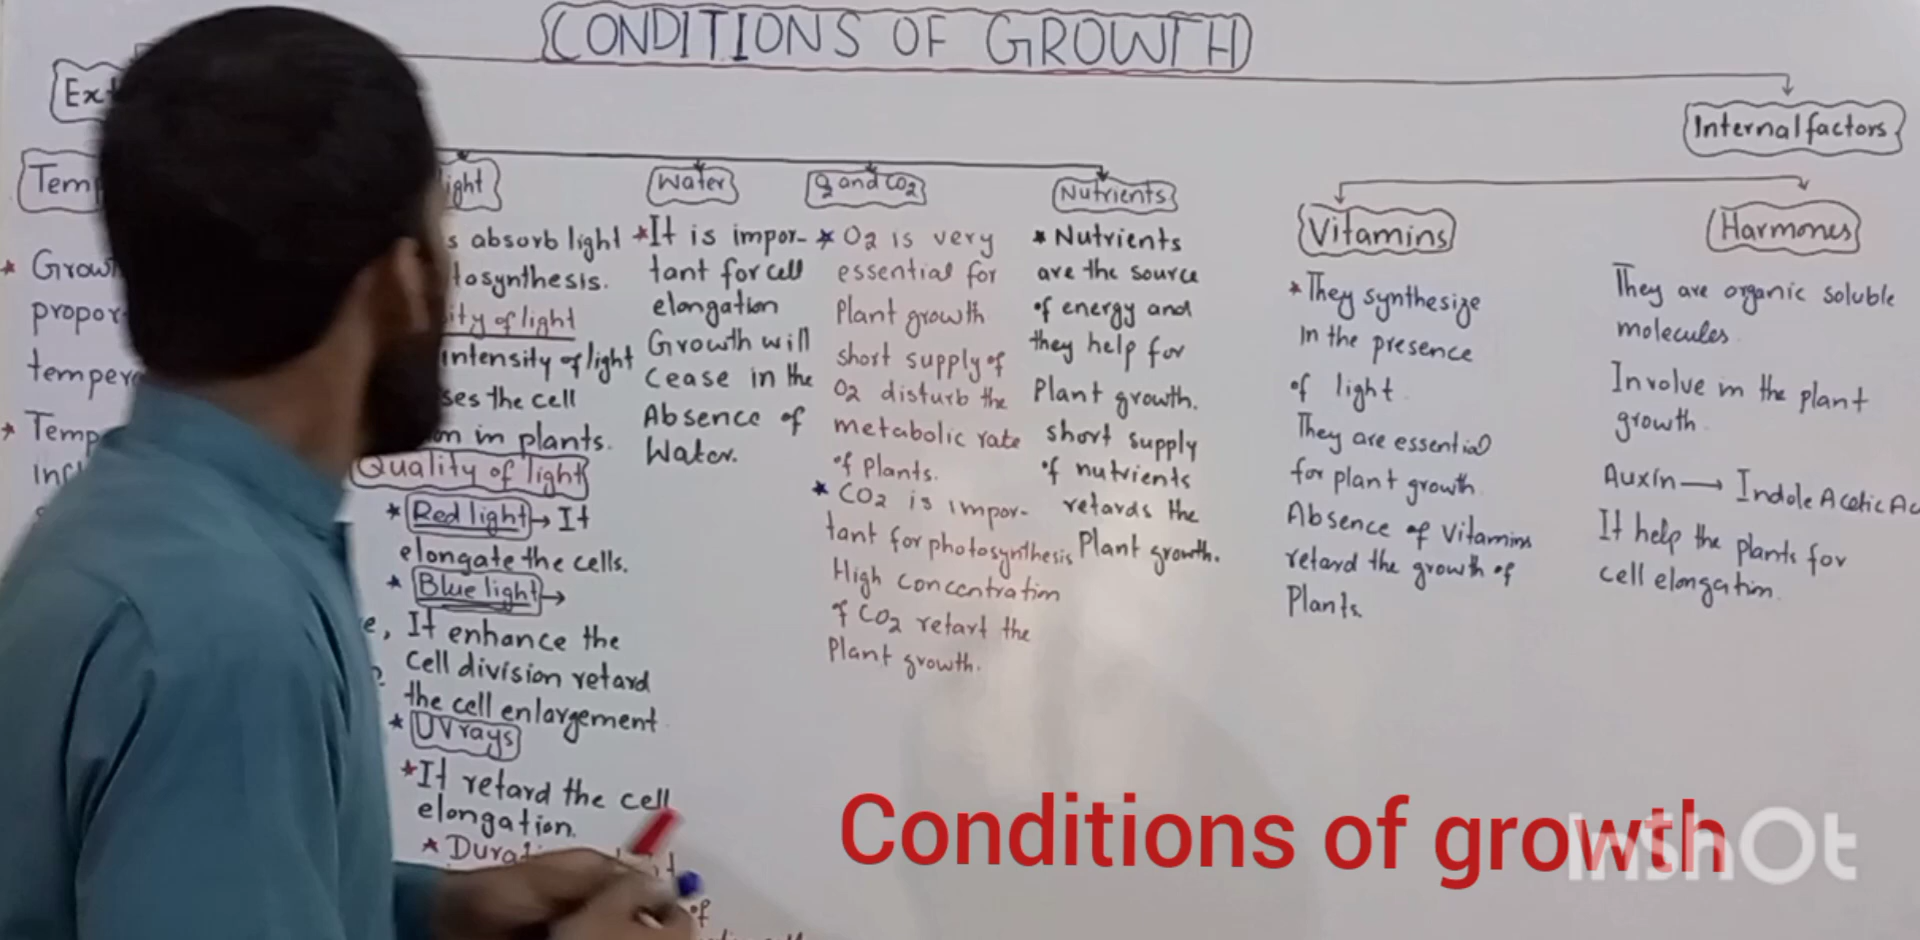 CONDITIONS OF GROWTH
Internal factors
Water
O2 and CO2
Nutrients
Vitamins
Harmones
absorb light
of light
intensity of light
the cell
in plants.
Quality of light
* Red light → It
elongate the cells.
* Blue light →
It enhance the
Cell division retard
the cell enlargement
* UV rays
* It retard the cell
elongation.
*
of
* It is impor-
tant for cell
elongation
Growth will
Cease in the
Absence of
Water.
* O2 is very
essential for
Plant growth
short supply of
O2 disturb the
metabolic rate
of Plants.
* CO2 is impor-
tant for photosynthesis
High concentration
of CO2 retart the
Plant growth.
* Nutrients
are the source
of energy and
they help for
Plant growth.
short supply
of nutrients
retards the
Plant growth.
* They synthesize
In the presence
of light.
They are essential
for plant growth
Absence of Vitamins
retard the growth of
Plants.
They are organic soluble
molecules.
Involve in the plant
growth.
Auxin → Indole Acetic
It help the plants for
cell elongation.
Conditions of growth
InShOt